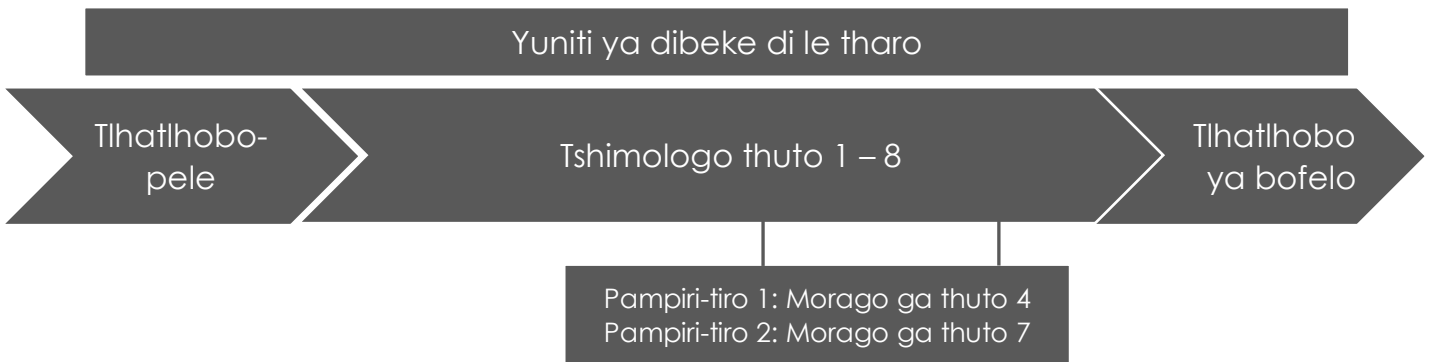 Yuniti ya dibeke di le tharo
Tlhatlhobo-
pele
Tshimologo thuto 1 – 8
Tlhatlhobo
ya bofelo
Pampiri-tiro 1: Morago ga thuto 4
Pampiri-tiro 2: Morago ga thuto 7